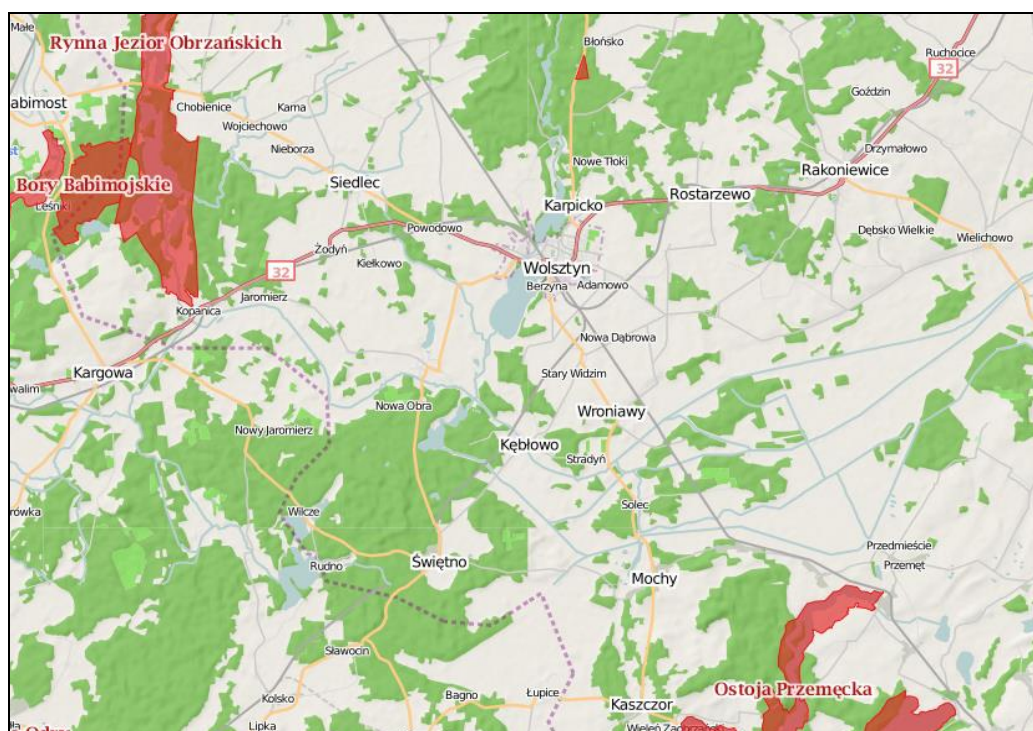 Małe
Rynna Jezior Obrzańskich
Błońsko
Ruchocice
32
abimost
Chobienice
Karna
Goździn
Wojciechowo
Drzymałowo
Nieborza
Nowe Tłoki
Siedlec
Rakoniewice
Bory Babimojskie
Rostarzewo
Leśniki
Karpicko
Powodowo
Dębsko Wielkie
Wielichowo
Żodyń
Kiełkowo
32
Wolsztyn
Berzyna
Adamowo
Jaromierz
Kopanica
Nowa Dąbrowa
Kargowa
Stary Widzim
walim
Nowa Obra
Wroniawy
Nowy Jaromierz
Kębłowo
Stradyń
Solec
rówka
Wilcze
Przedmieście
Świętno
Rudno
Przemęt
Mochy
Sławocin
Ostoja Przemęcka
Kolsko
Bagno
Łupice
Kaszczor
Lipka